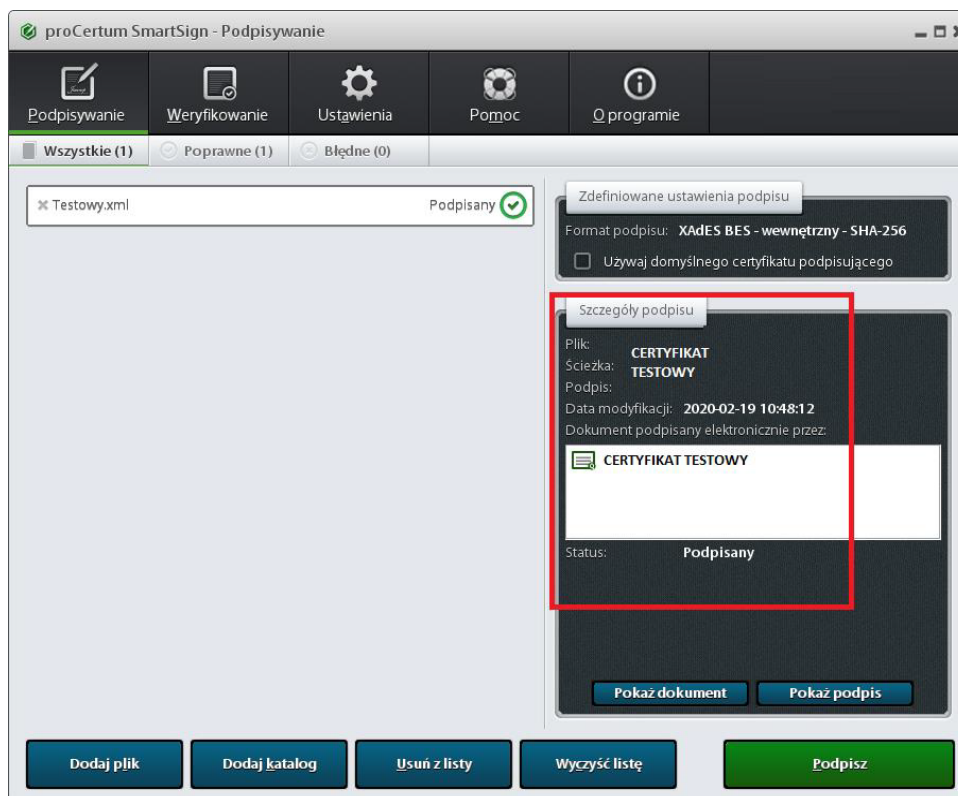 proCertum SmartSign - Podpisywanie
Podpisywanie Weryfikowanie Ustawienia Pomoc O programie
Wszystkie (1) Poprawne (1) Błędne (0)
Testowy.xml Podpisany
Zdefiniowane ustawienia podpisu
Format podpisu: XAdES BES - wewnętrzny - SHA-256
Używaj domyślnego certyfikatu podpisującego
Szczegóły podpisu
Plik:
CERTYFIKAT
Ścieżka:
TESTOWY
Podpis:
Data modyfikacji: 2020-02-19 10:48:12
Dokument podpisany elektronicznie przez:
CERTYFIKAT TESTOWY
Status: Podpisany
Pokaż dokument Pokaż podpis
Dodaj plik Dodaj katalog Usuń z listy Wyczyść listę Podpisz